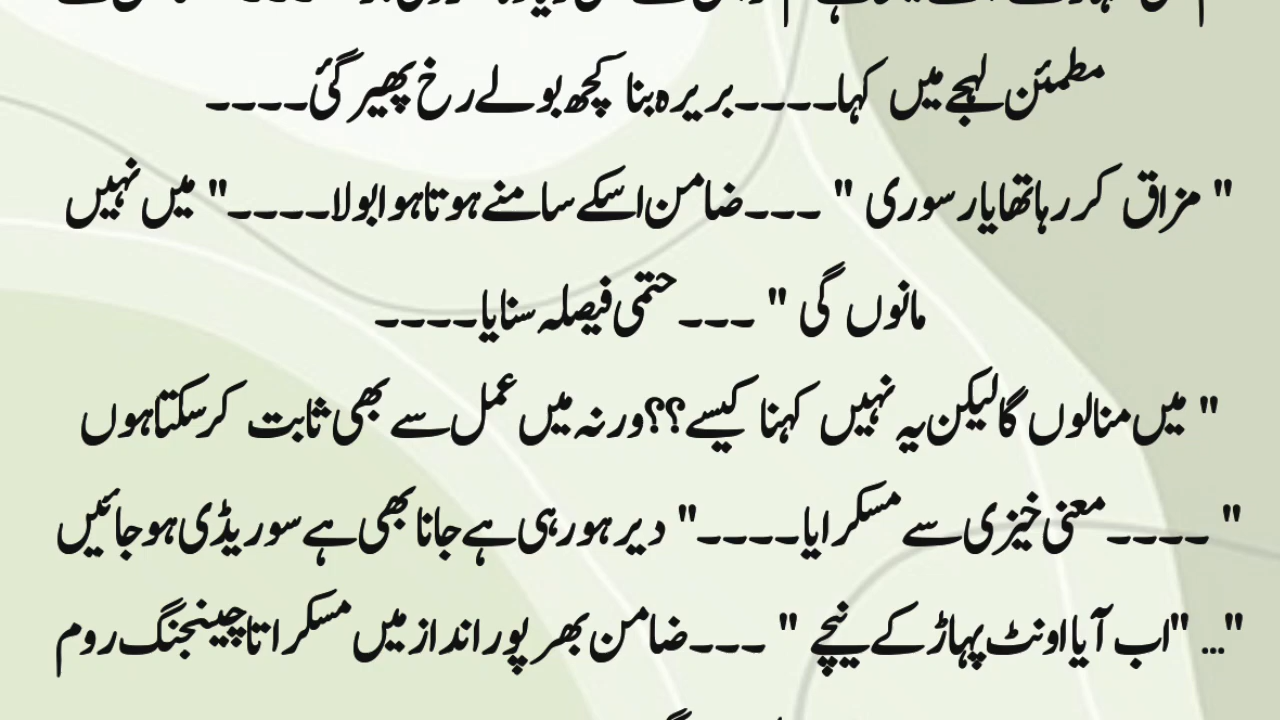 مطمئن لہجے میں کہا۔۔۔۔بریرہ بنا کچھ بولے رخ پھیر گئی۔۔۔۔
" مزاق کر رہا تھا یار سوری " ۔۔۔ضامن اسکے سامنے ہوتا ہوا بولا۔۔۔۔" میں نہیں
مانوں گی " ۔۔۔ حتمی فیصلہ سنایا۔۔۔۔
" میں منا لوں گا لیکن یہ نہیں کہنا کیسے؟؟ورنہ میں عمل سے بھی ثابت کر سکتا ہوں
"۔۔۔۔معنی خیزی سے مسکرایا۔۔۔۔" دیر ہو رہی ہے جانا بھی ہے سو ریڈی ہو جائیں
"... "اب آیا اونٹ پہاڑ کے نیچے " ۔۔۔ضامن بھر پور انداز میں مسکراتا چینجنگ روم